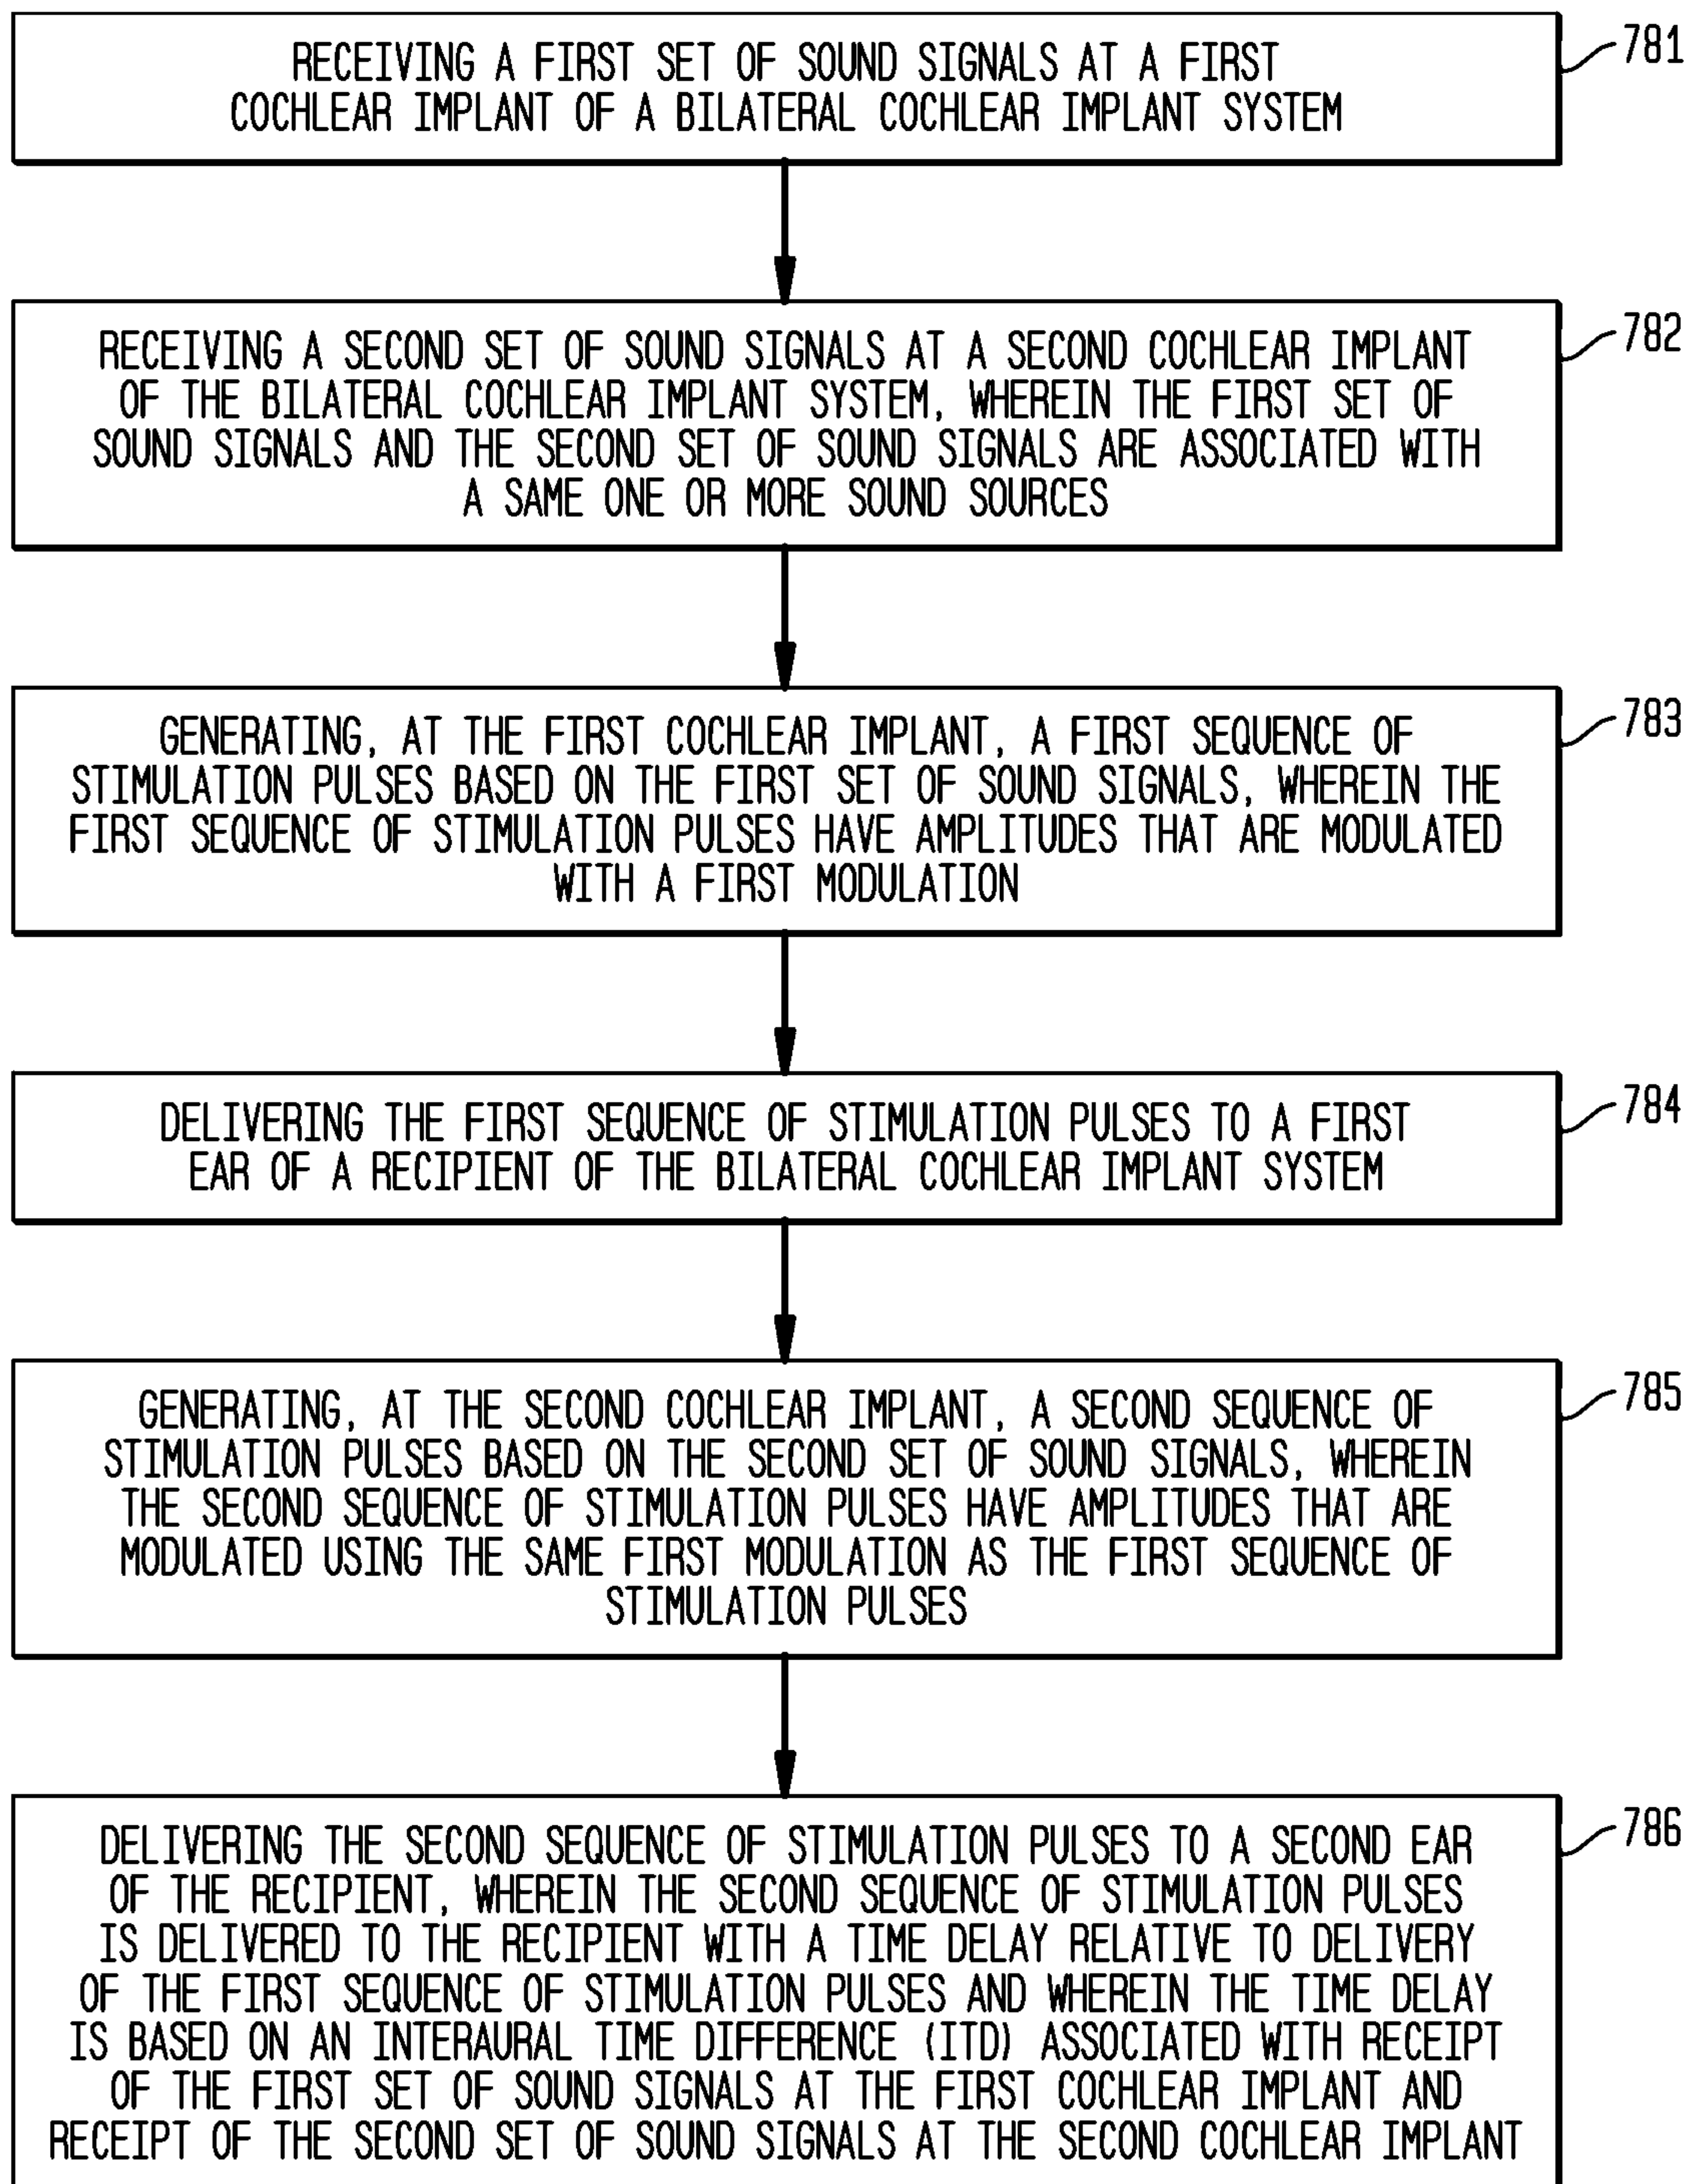 RECEIVING A FIRST SET OF SOUND SIGNALS AT A FIRST
COCHLEAR IMPLANT OF A BILATERAL COCHLEAR IMPLANT SYSTEM
781
RECEIVING A SECOND SET OF SOUND SIGNALS AT A SECOND COCHLEAR IMPLANT
OF THE BILATERAL COCHLEAR IMPLANT SYSTEM, WHEREIN THE FIRST SET OF
SOUND SIGNALS AND THE SECOND SET OF SOUND SIGNALS ARE ASSOCIATED WITH
A SAME ONE OR MORE SOUND SOURCES
782
GENERATING, AT THE FIRST COCHLEAR IMPLANT, A FIRST SEQUENCE OF
STIMULATION PULSES BASED ON THE FIRST SET OF SOUND SIGNALS, WHEREIN THE
FIRST SEQUENCE OF STIMULATION PULSES HAVE AMPLITUDES THAT ARE MODULATED
WITH A FIRST MODULATION
783
DELIVERING THE FIRST SEQUENCE OF STIMULATION PULSES TO A FIRST
EAR OF A RECIPIENT OF THE BILATERAL COCHLEAR IMPLANT SYSTEM
784
GENERATING, AT THE SECOND COCHLEAR IMPLANT, A SECOND SEQUENCE OF
STIMULATION PULSES BASED ON THE SECOND SET OF SOUND SIGNALS, WHEREIN
THE SECOND SEQUENCE OF STIMULATION PULSES HAVE AMPLITUDES THAT ARE
MODULATED USING THE SAME FIRST MODULATION AS THE FIRST SEQUENCE OF
STIMULATION PULSES
785
DELIVERING THE SECOND SEQUENCE OF STIMULATION PULSES TO A SECOND EAR
OF THE RECIPIENT, WHEREIN THE SECOND SEQUENCE OF STIMULATION PULSES
IS DELIVERED TO THE RECIPIENT WITH A TIME DELAY RELATIVE TO DELIVERY
OF THE FIRST SEQUENCE OF STIMULATION PULSES AND WHEREIN THE TIME DELAY
IS BASED ON AN INTERAURAL TIME DIFFERENCE (ITD) ASSOCIATED WITH RECEIPT
OF THE FIRST SET OF SOUND SIGNALS AT THE FIRST COCHLEAR IMPLANT AND
RECEIPT OF THE SECOND SET OF SOUND SIGNALS AT THE SECOND COCHLEAR IMPLANT
786